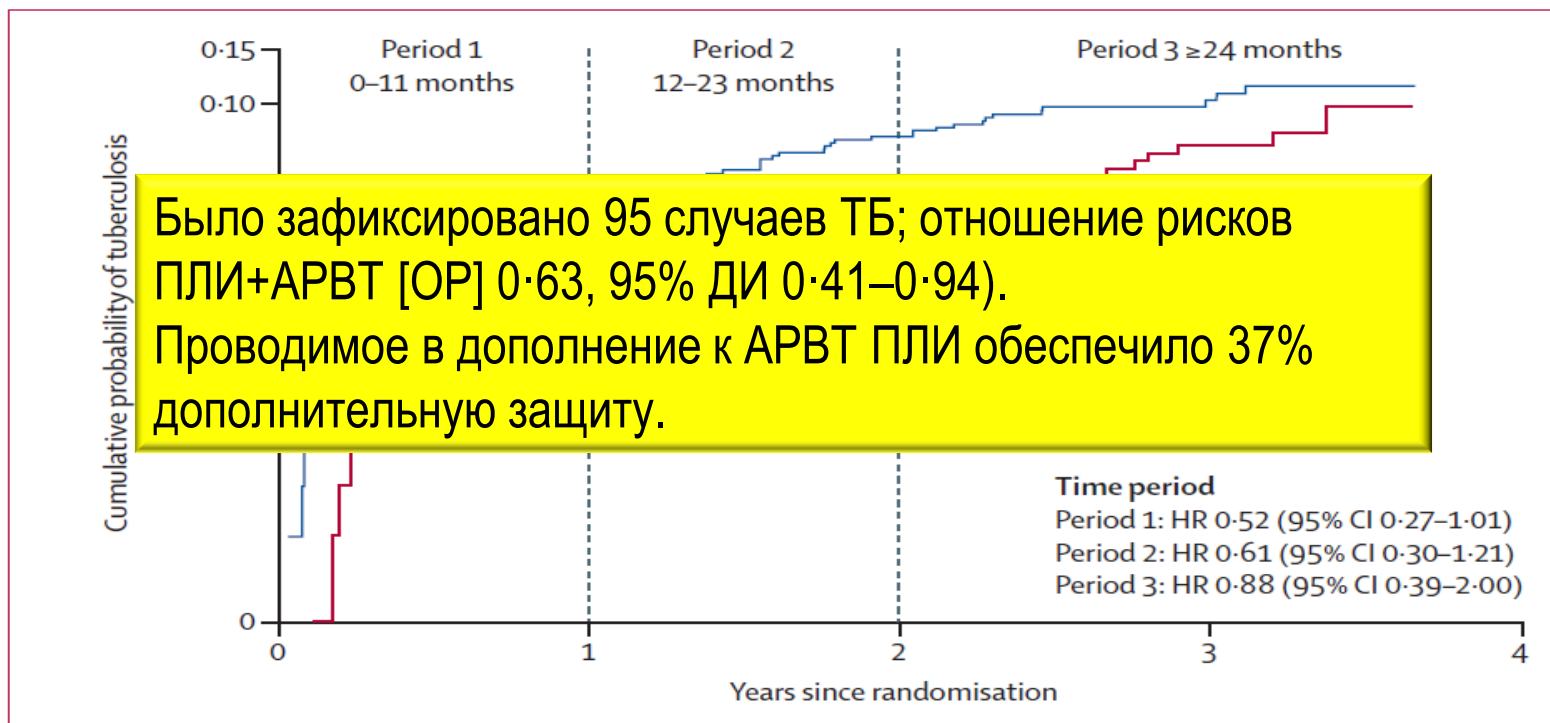 0·15
Period 1
Period 2
Period 3 ≥24 months
0–11 months
12–23 months
0·10
Cumulative probability of tuberculosis
Было зафиксировано 95 случаев ТБ; отношение рисков
ПЛИ+АРВТ [ОР] 0·63, 95% ДИ 0·41–0·94).
Проводимое в дополнение к АРВТ ПЛИ обеспечило 37%
дополнительную защиту.
Time period
Period 1: HR 0·52 (95% CI 0·27–1·01)
Period 2: HR 0·61 (95% CI 0·30–1·21)
Period 3: HR 0·88 (95% CI 0·39–2·00)
0
0 1 2 3 4
Years since randomisation